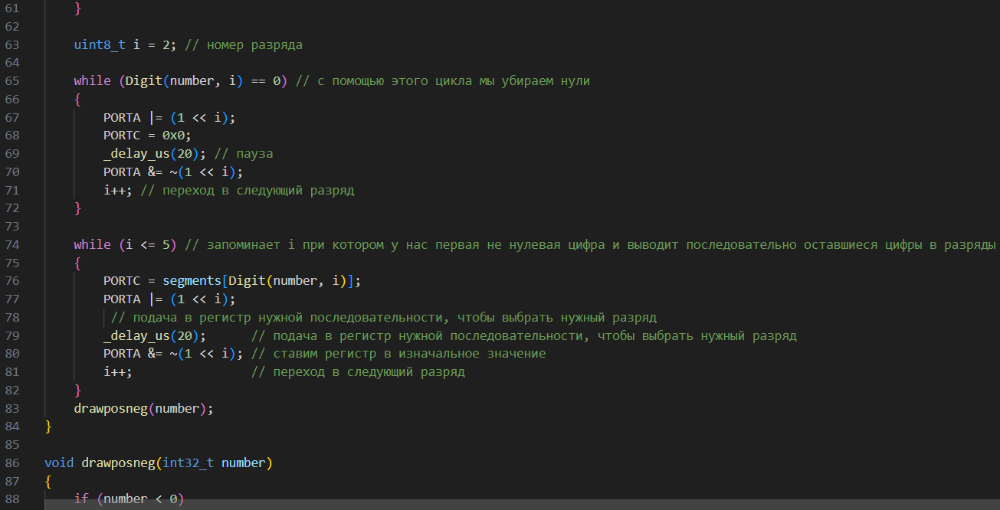 61 }
62
63 uint8_t i = 2; // номер разряда
64
65 while (Digit(number, i) == 0) // с помощью этого цикла мы убираем нули
66 {
67 PORTA |= (1 << i);
68 PORTC = 0x0;
69 _delay_us(20); // пауза
70 PORTA &= ~(1 << i);
71 i++; // переход в следующий разряд
72 }
73
74 while (i <= 5) // запоминает i при котором у нас первая не нулевая цифра и выводит последовательно оставшиеся цифры в разряды
75 {
76 PORTC = segments[Digit(number, i)];
77 PORTA |= (1 << i);
78 // подача в регистр нужной последовательности, чтобы выбрать нужный разряд
79 _delay_us(20); // подача в регистр нужной последовательности, чтобы выбрать нужный разряд
80 PORTA &= ~(1 << i); // ставим регистр в изначальное значение
81 i++; // переход в следующий разряд
82 }
83 drawposneg(number);
84 }
85
86 void drawposneg(int32_t number)
87 {
88 if (number < 0)